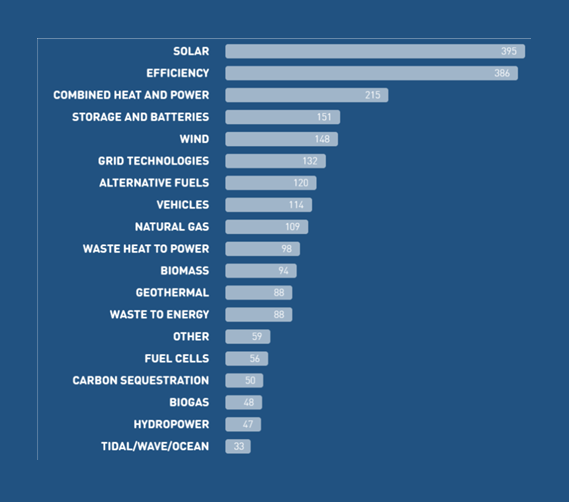 SOLAR 395
EFFICIENCY 386
COMBINED HEAT AND POWER 215
STORAGE AND BATTERIES 151
WIND 148
GRID TECHNOLOGIES 132
ALTERNATIVE FUELS 120
VEHICLES 114
NATURAL GAS 109
WASTE HEAT TO POWER 98
BIOMASS 94
GEOTHERMAL 88
WASTE TO ENERGY 88
OTHER 59
FUEL CELLS 56
CARBON SEQUESTRATION 50
BIOGAS 48
HYDROPOWER 47
TIDAL/WAVE/OCEAN 33